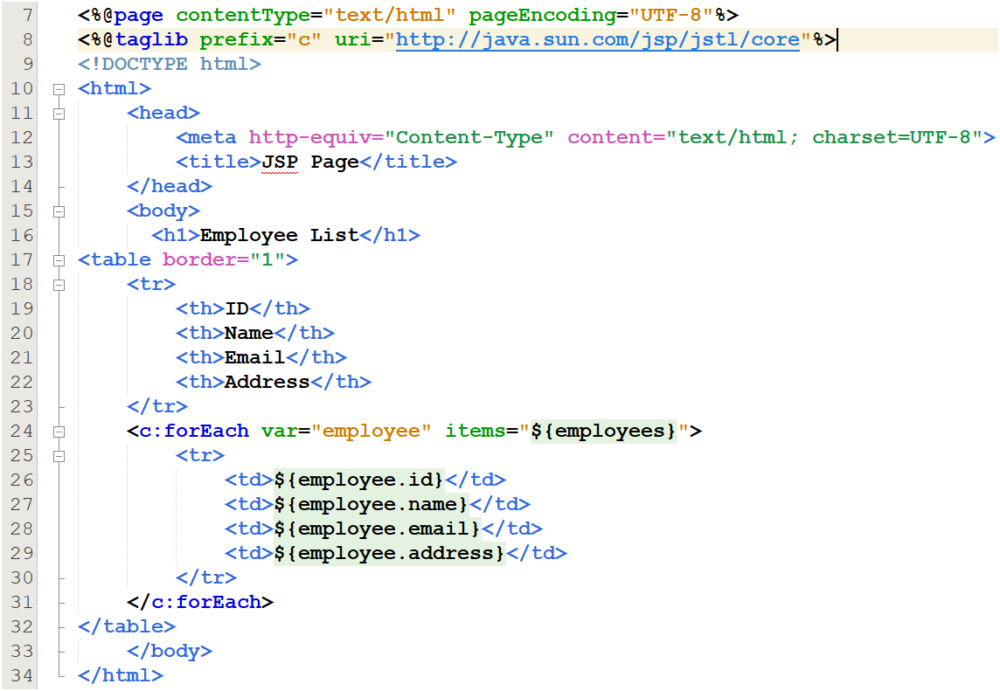 7 <%@page contentType="text/html" pageEncoding="UTF-8"%>
8 <%@taglib prefix="c" uri="http://java.sun.com/jsp/jstl/core"%>
9 <!DOCTYPE html>
10 <html>
11     <head>
12         <meta http-equiv="Content-Type" content="text/html; charset=UTF-8">
13         <title>JSP Page</title>
14     </head>
15     <body>
16       <h1>Employee List</h1>
17 <table border="1">
18     <tr>
19         <th>ID</th>
20         <th>Name</th>
21         <th>Email</th>
22         <th>Address</th>
23     </tr>
24     <c:forEach var="employee" items="${employees}">
25         <tr>
26             <td>${employee.id}</td>
27             <td>${employee.name}</td>
28             <td>${employee.email}</td>
29             <td>${employee.address}</td>
30         </tr>
31     </c:forEach>
32 </table>
33     </body>
34 </html>